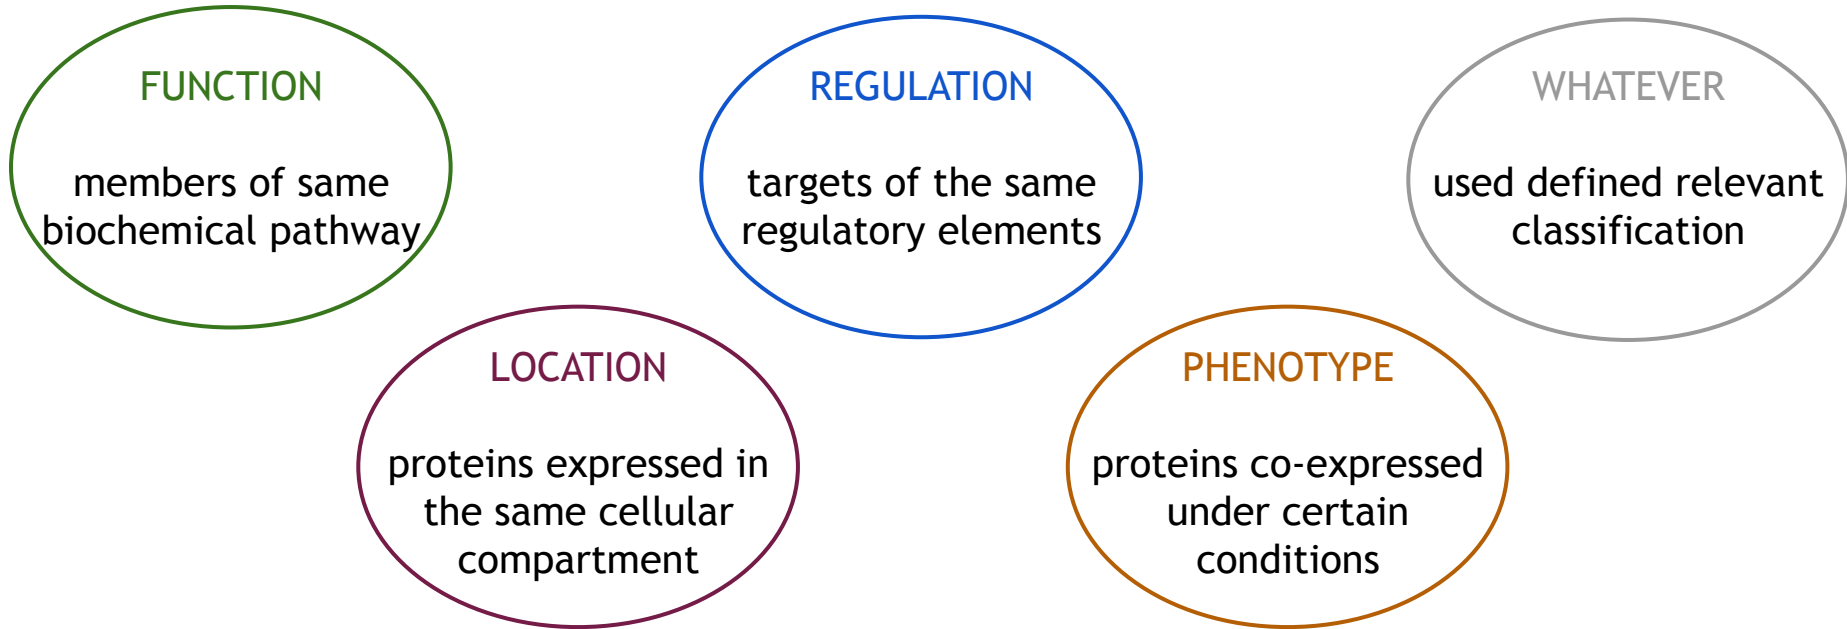 FUNCTION
members of same
biochemical pathway
REGULATION
targets of the same
regulatory elements
WHATEVER
used defined relevant
classification
LOCATION
proteins expressed in
the same cellular
compartment
PHENOTYPE
proteins co-expressed
under certain
conditions